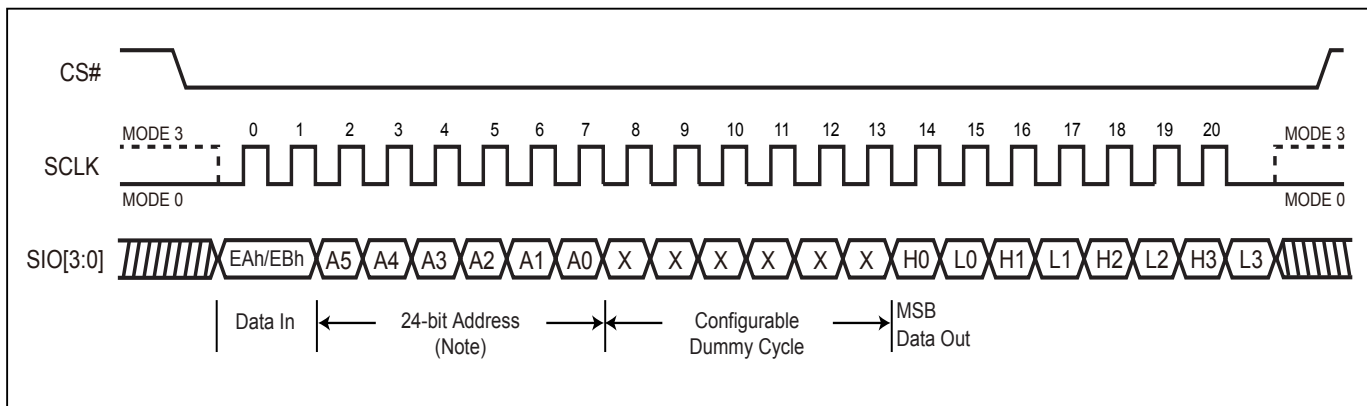 CS#
MODE 3
0 1 2 3 4 5 6 7 8 9 10 11 12 13 14 15 16 17 18 19 20
MODE 3
SCLK
MODE 0
MODE 0
SIO[3:0]
EAh/EBh A5 A4 A3 A2 A1 A0 X X X X X X H0 L0 H1 L1 H2 L2 H3 L3
Data In
24-bit Address
(Note)
Configurable
Dummy Cycle
MSB
Data Out